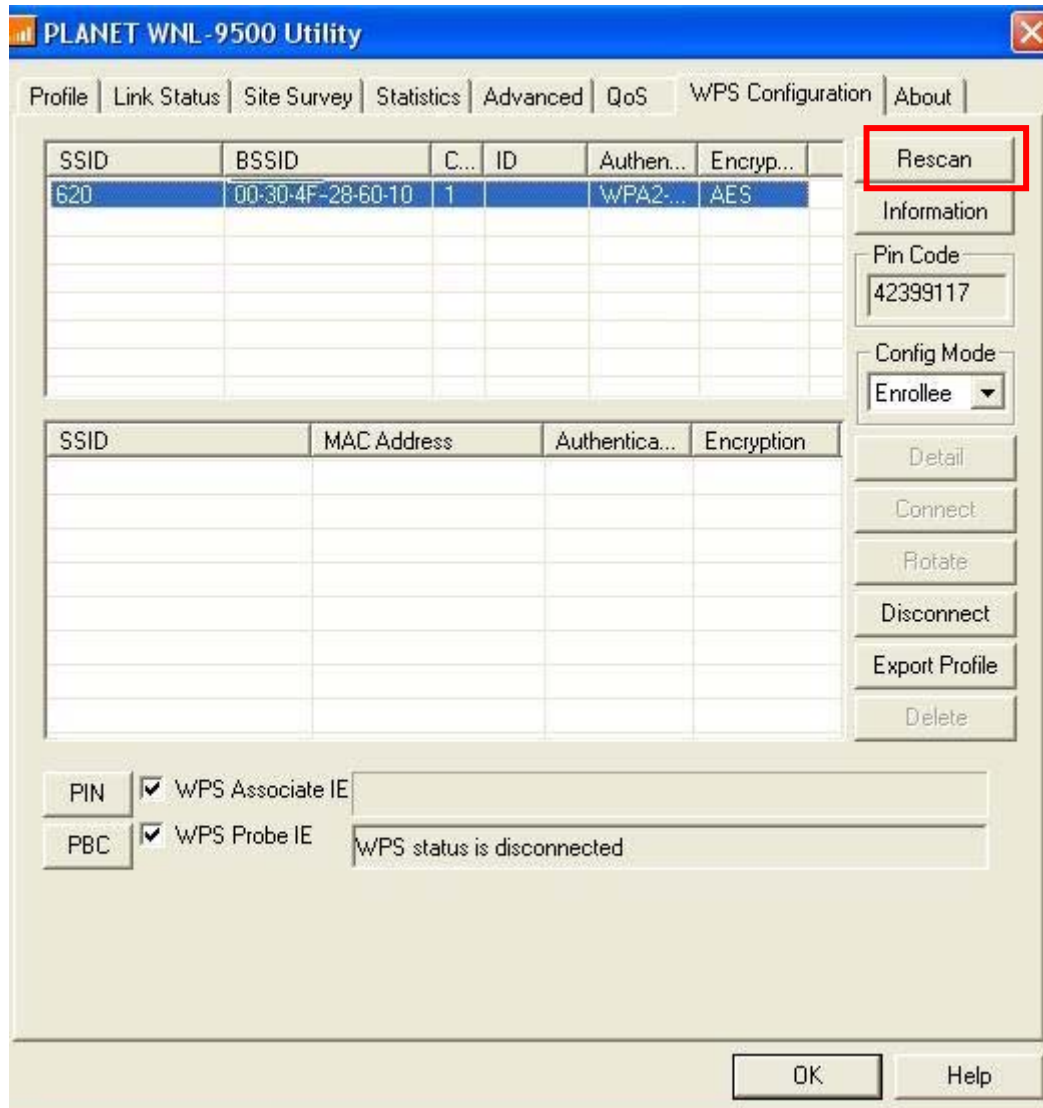 PLANET WNL-9500 Utility
Profile Link Status Site Survey Statistics Advanced QoS WPS Configuration About
SSID BSSID C... ID Authen... Encryp...
620 00-30-4F-28-60-10 1 WPA2-... AES
Rescan
Information
Pin Code
42399117
Config Mode
Enrollee
SSID MAC Address Authentica... Encryption
Detail
Connect
Rotate
Disconnect
Export Profile
Delete
PIN WPS Associate IE
PBC WPS Probe IE WPS status is disconnected
OK Help